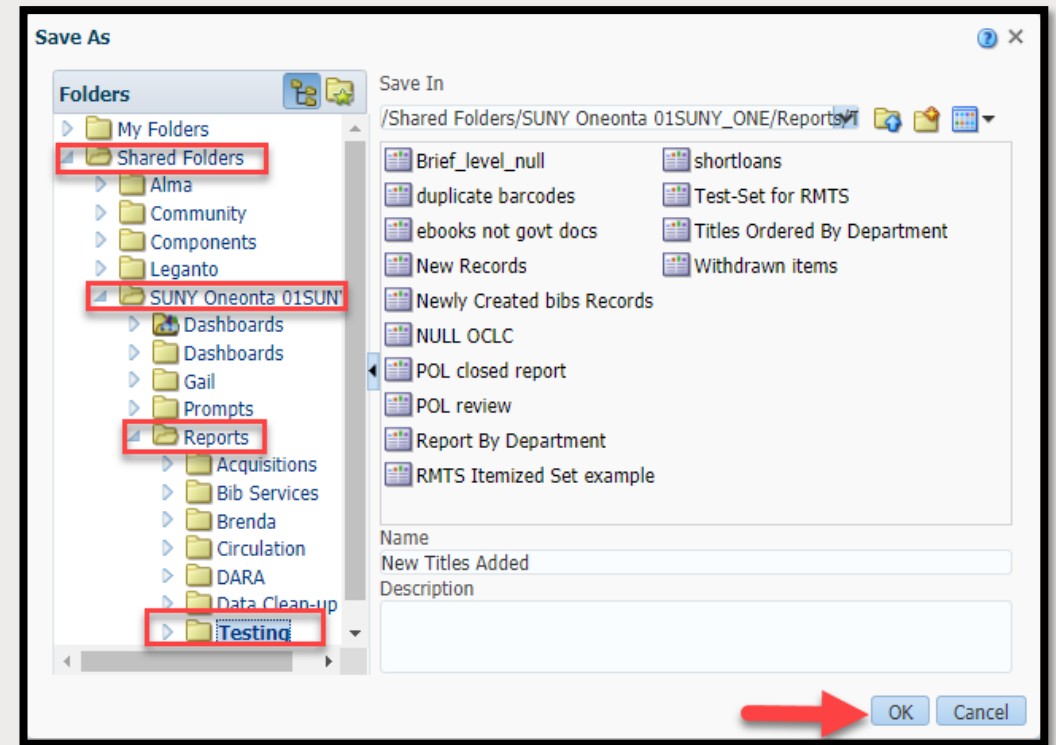 Save As
Folders
My Folders
Shared Folders
Alma
Community
Components
Leganto
SUNY Oneonta 01SUNY
Dashboards
Dashboards
Gail
Prompts
Reports
Acquisitions
Bib Services
Brenda
Circulation
DARA
Data Clean-up
Testing
Save In
/Shared Folders/SUNY Oneonta 01SUNY_ONE/Reports/T
Brief_level_null
duplicate barcodes
ebooks not govt docs
New Records
Newly Created bibs Records
NULL OCLC
POL closed report
POL review
Report By Department
RMTS Itemized Set example
shortloans
Test-Set for RMTS
Titles Ordered By Department
Withdrawn items
Name
New Titles Added
Description
OK
Cancel